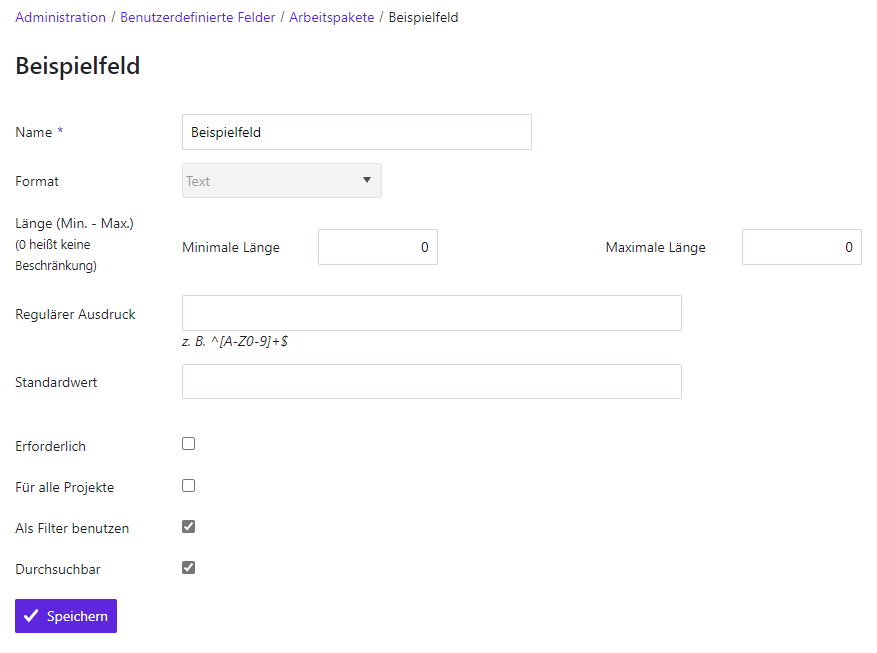 Administration / Benutzerdefinierte Felder / Arbeitspakete / Beispielfeld
Beispielfeld
Name * Beispielfeld
Format Text
Länge (Min. - Max.)
(0 heißt keine
Beschränkung)
Minimale Länge 0 Maximale Länge 0
Regulärer Ausdruck
z. B. ^[A-Z0-9]+$
Standardwert
Erforderlich
Für alle Projekte
Als Filter benutzen
Durchsuchbar
Speichern